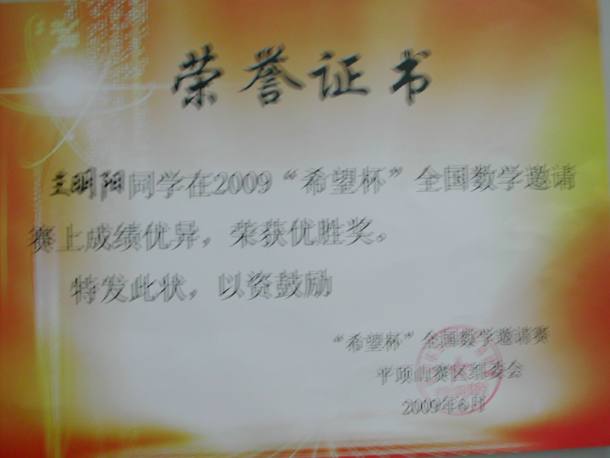 荣誉证书
王明阳同学在2009“希望杯”全国数学邀请
赛上成绩优异，荣获优胜奖。
特发此状，以资鼓励
“希望杯”全国数学邀请赛
平顶山赛区组委会
2009年6月